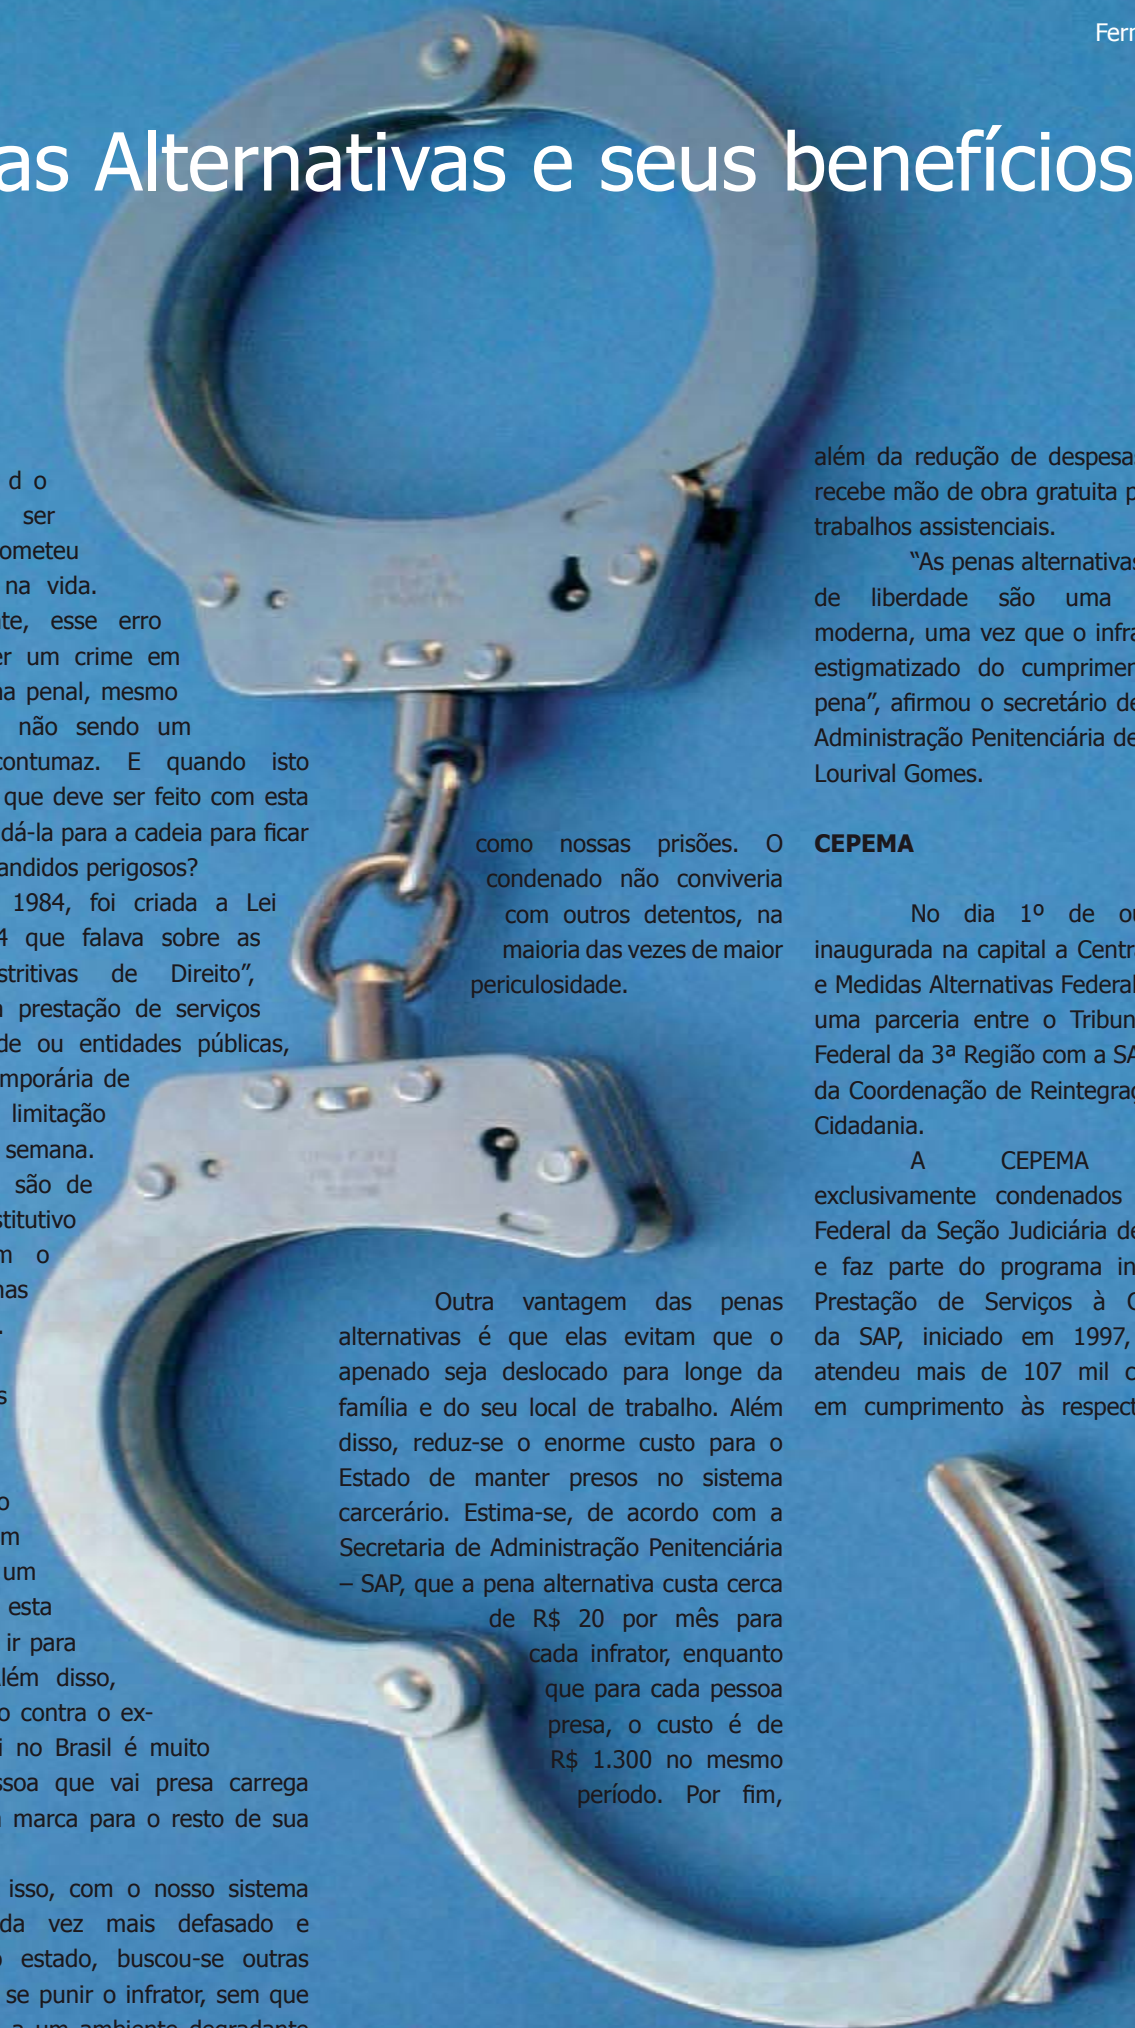 Ferr
as Alternativas e seus benefícios
d o
ser
ometeu
na vida.
te, esse erro
er um crime em
na penal, mesmo
não sendo um
contumaz. E quando isto
que deve ser feito com esta
dá-la para a cadeia para ficar
andidos perigosos?
1984, foi criada a Lei
4 que falava sobre as
stritivas de Direito”,
prestação de serviços
de ou entidades públicas,
mporária de
limitação
semana.
são de
stitutivo
m o
nas
.
s
o
m
um
esta
ir para
lém disso,
o contra o ex-
i no Brasil é muito
ssoa que vai presa carrega
marca para o resto de sua
isso, com o nosso sistema
da vez mais defasado e
o estado, buscou-se outras
se punir o infrator, sem que
a um ambiente degradante
como nossas prisões. O
condenado não conviveria
com outros detentos, na
maioria das vezes de maior
periculosidade.
Outra vantagem das penas
alternativas é que elas evitam que o
apenado seja deslocado para longe da
família e do seu local de trabalho. Além
disso, reduz-se o enorme custo para o
Estado de manter presos no sistema
carcerário. Estima-se, de acordo com a
Secretaria de Administração Penitenciária
– SAP, que a pena alternativa custa cerca
de R$ 20 por mês para
cada infrator, enquanto
que para cada pessoa
presa, o custo é de
R$ 1.300 no mesmo
período. Por fim,
além da redução de despesa
recebe mão de obra gratuita p
trabalhos assistenciais.
“As penas alternativas
de liberdade são uma
moderna, uma vez que o infra
estigmatizado do cumprimen
pena”, afirmou o secretário de
Administração Penitenciária de
Lourival Gomes.
CEPEMA
No dia 1º de ou
inaugurada na capital a Centra
e Medidas Alternativas Federal
uma parceria entre o Tribun
Federal da 3ª Região com a SA
da Coordenação de Reintegraç
Cidadania.
A CEPEMA
exclusivamente condenados
Federal da Seção Judiciária de
e faz parte do programa in
Prestação de Serviços à C
da SAP, iniciado em 1997,
atendeu mais de 107 mil c
em cumprimento às respect